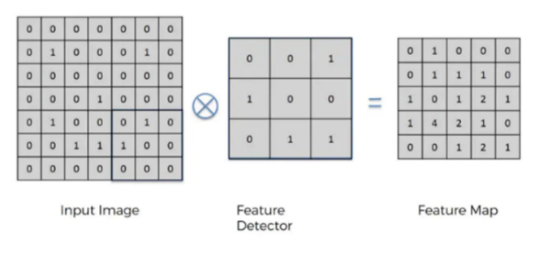 0 0 0 0 0 0 0
0 1 0 0 0 1 0
0 0 0 0 0 0 0
0 0 0 1 0 0 0
0 1 0 0 0 1 0
0 0 1 1 1 0 0
0 0 0 0 0 0 0
Input Image
⊗
0 0 1
1 0 0
0 1 1
Feature
Detector
=
0 1 0 0 0
0 1 1 1 0
1 0 1 2 1
1 4 2 1 0
0 0 1 2 1
Feature Map